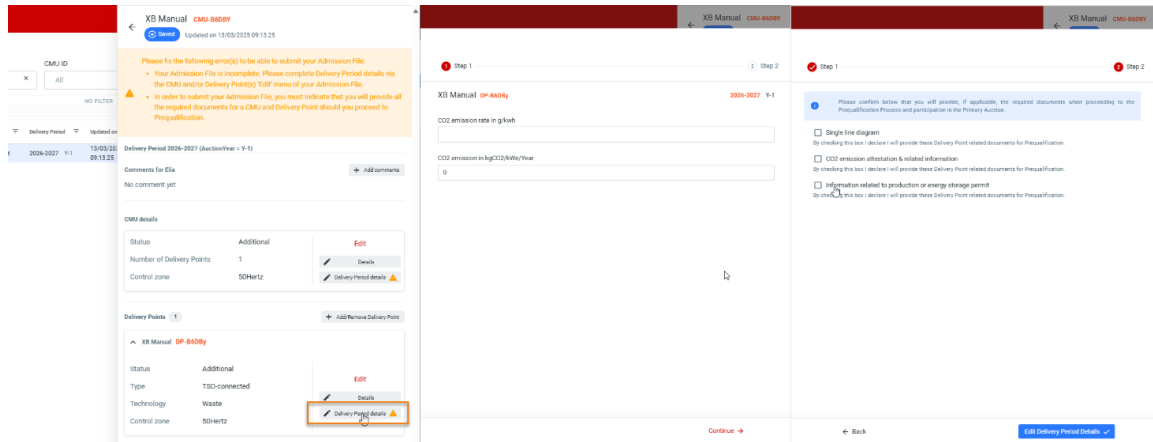 CMU ID
All
NO FILTER
Delivery Period
Updated on
2026-2027 Y-1
13/03/202
09:13:25
XB Manual CMU-B6DBY
Saved Updated on 13/03/2025 09:13:25
Please fix the following error(s) to be able to submit your Admission File:
• Your Admission File is incomplete. Please complete Delivery Period details via
the CMU and/or Delivery Point(s) 'Edit' menu of your Admission File.
• In order to submit your Admission File, you must indicate that you will provide all
the required documents for a CMU and Delivery Point should you proceed to
Prequalification.
Delivery Period 2026-2027 (AuctionYear = Y-1)
Comments for Elia
+ Add comments
No comment yet
CMU details
Status Additional
Edit
Number of Delivery Points 1
Details
Control zone 50Hertz
Delivery Period details
Delivery Points 1
+ Add/Remove Delivery Point
XB Manual DP-B6DBy
Status Additional
Edit
Type TSO-connected
Details
Technology Waste
Delivery Period details
Control zone 50Hertz
XB Manual CMU-B6DBY
1 Step 1
2 Step 2
XB Manual DP-B6DBy
2026-2027 Y-1
CO2 emission rate in g/kwh
CO2 emission in kgCO2/kWe/Year
0
Continue →
XB Manual CMU-B6DBY
Step 1
2 Step 2
Please confirm below that you will provide, if applicable, the required documents when proceeding to the
Prequalification Process and participation in the Primary Auction.
Single line diagram
By checking this box I declare I will provide these Delivery Point related documents for Prequalification.
CO2 emission attestation & related information
By checking this box I declare I will provide these Delivery Point related documents for Prequalification.
Information related to production or energy storage permit
By checking this box I declare I will provide these Delivery Point related documents for Prequalification.
← Back
Edit Delivery Period Details ✓